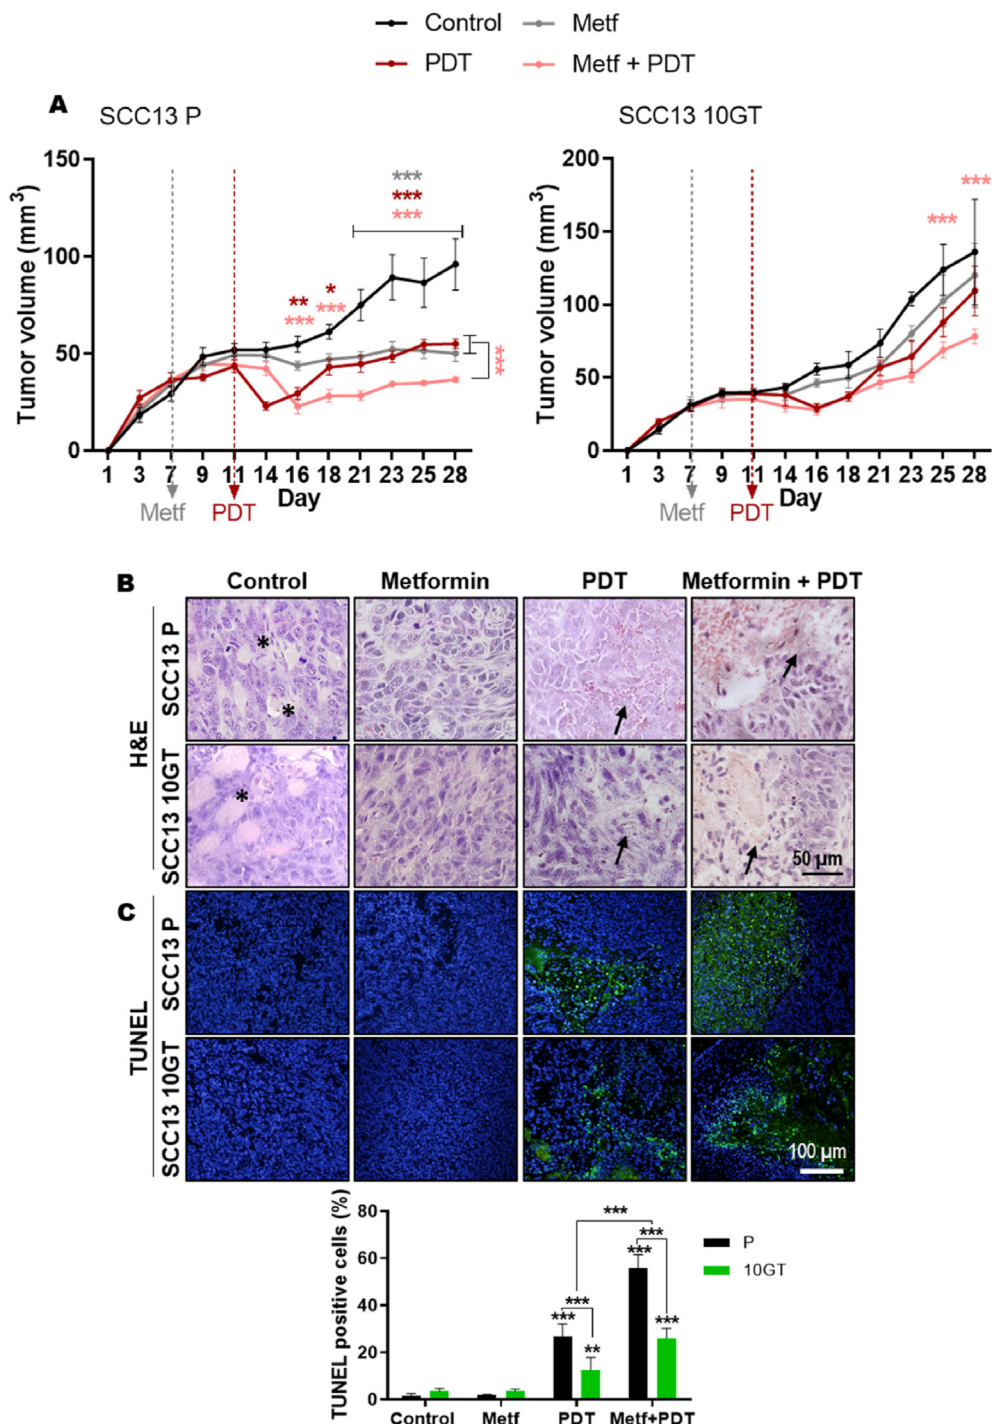 Control Metf
PDT Metf + PDT
A
SCC13 P
SCC13 10GT
Tumor volume (mm3)
150
100
50
0
***
***
***
**
***
*
***
***
1 3 7 9 11 14 16 18 21 23 25 28
Day
Metf PDT
Tumor volume (mm3)
200
150
100
50
0
***
***
1 3 7 9 11 14 16 18 21 23 25 28
Day
Metf PDT
B
Control Metformin PDT Metformin + PDT
H&E
SCC13 P
*
*
SCC13 10GT
*
50 µm
C
TUNEL
SCC13 P
SCC13 10GT
100 µm
TUNEL positive cells (%)
80
60
40
20
0
***
***
***
***
***
**
***
P
10GT
Control Metf PDT Metf+PDT